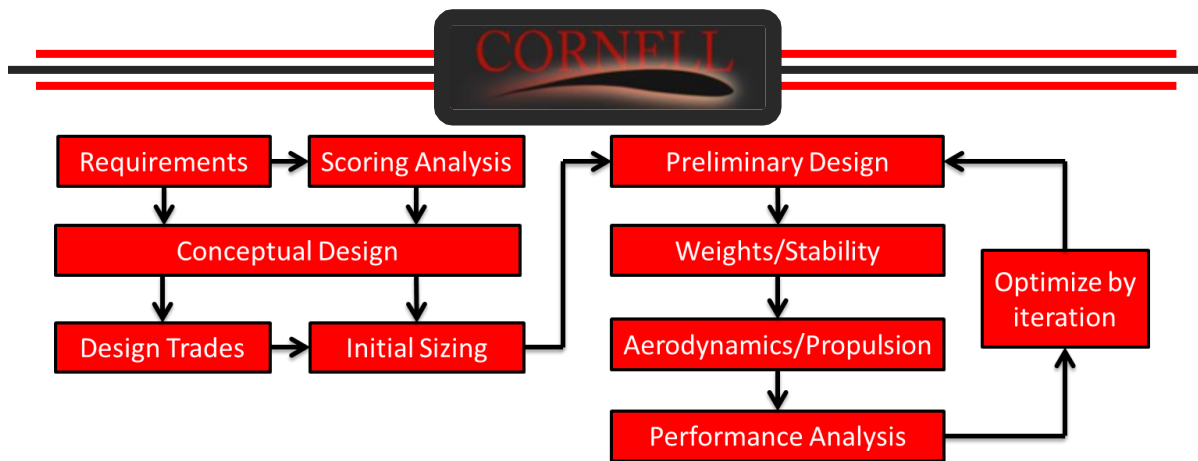 CORNELL
Requirements
Scoring Analysis
Conceptual Design
Design Trades
Initial Sizing
Preliminary Design
Weights/Stability
Aerodynamics/Propulsion
Performance Analysis
Optimize by
iteration